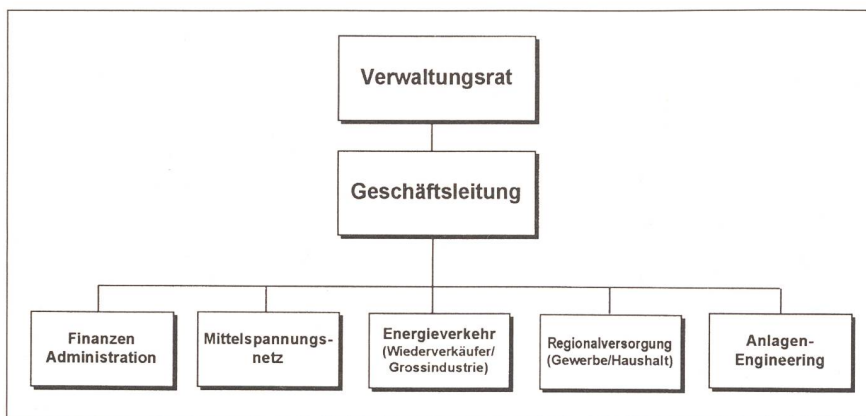 Verwaltungsrat
Geschäftsleitung
Finanzen
Administration
Mittelspannungs-
netz
Energieverkehr
(Wiederverkäufer/
Grossindustrie)
Regionalversorgung
(Gewerbe/Haushalt)
Anlagen-
Engineering